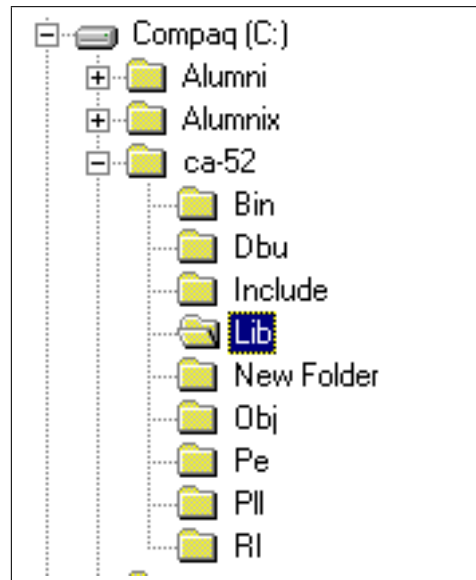 Compaq (C:)
Alumni
Alumnix
ca-52
Bin
Dbu
Include
Lib
New Folder
Obj
Pe
Pll
Rl